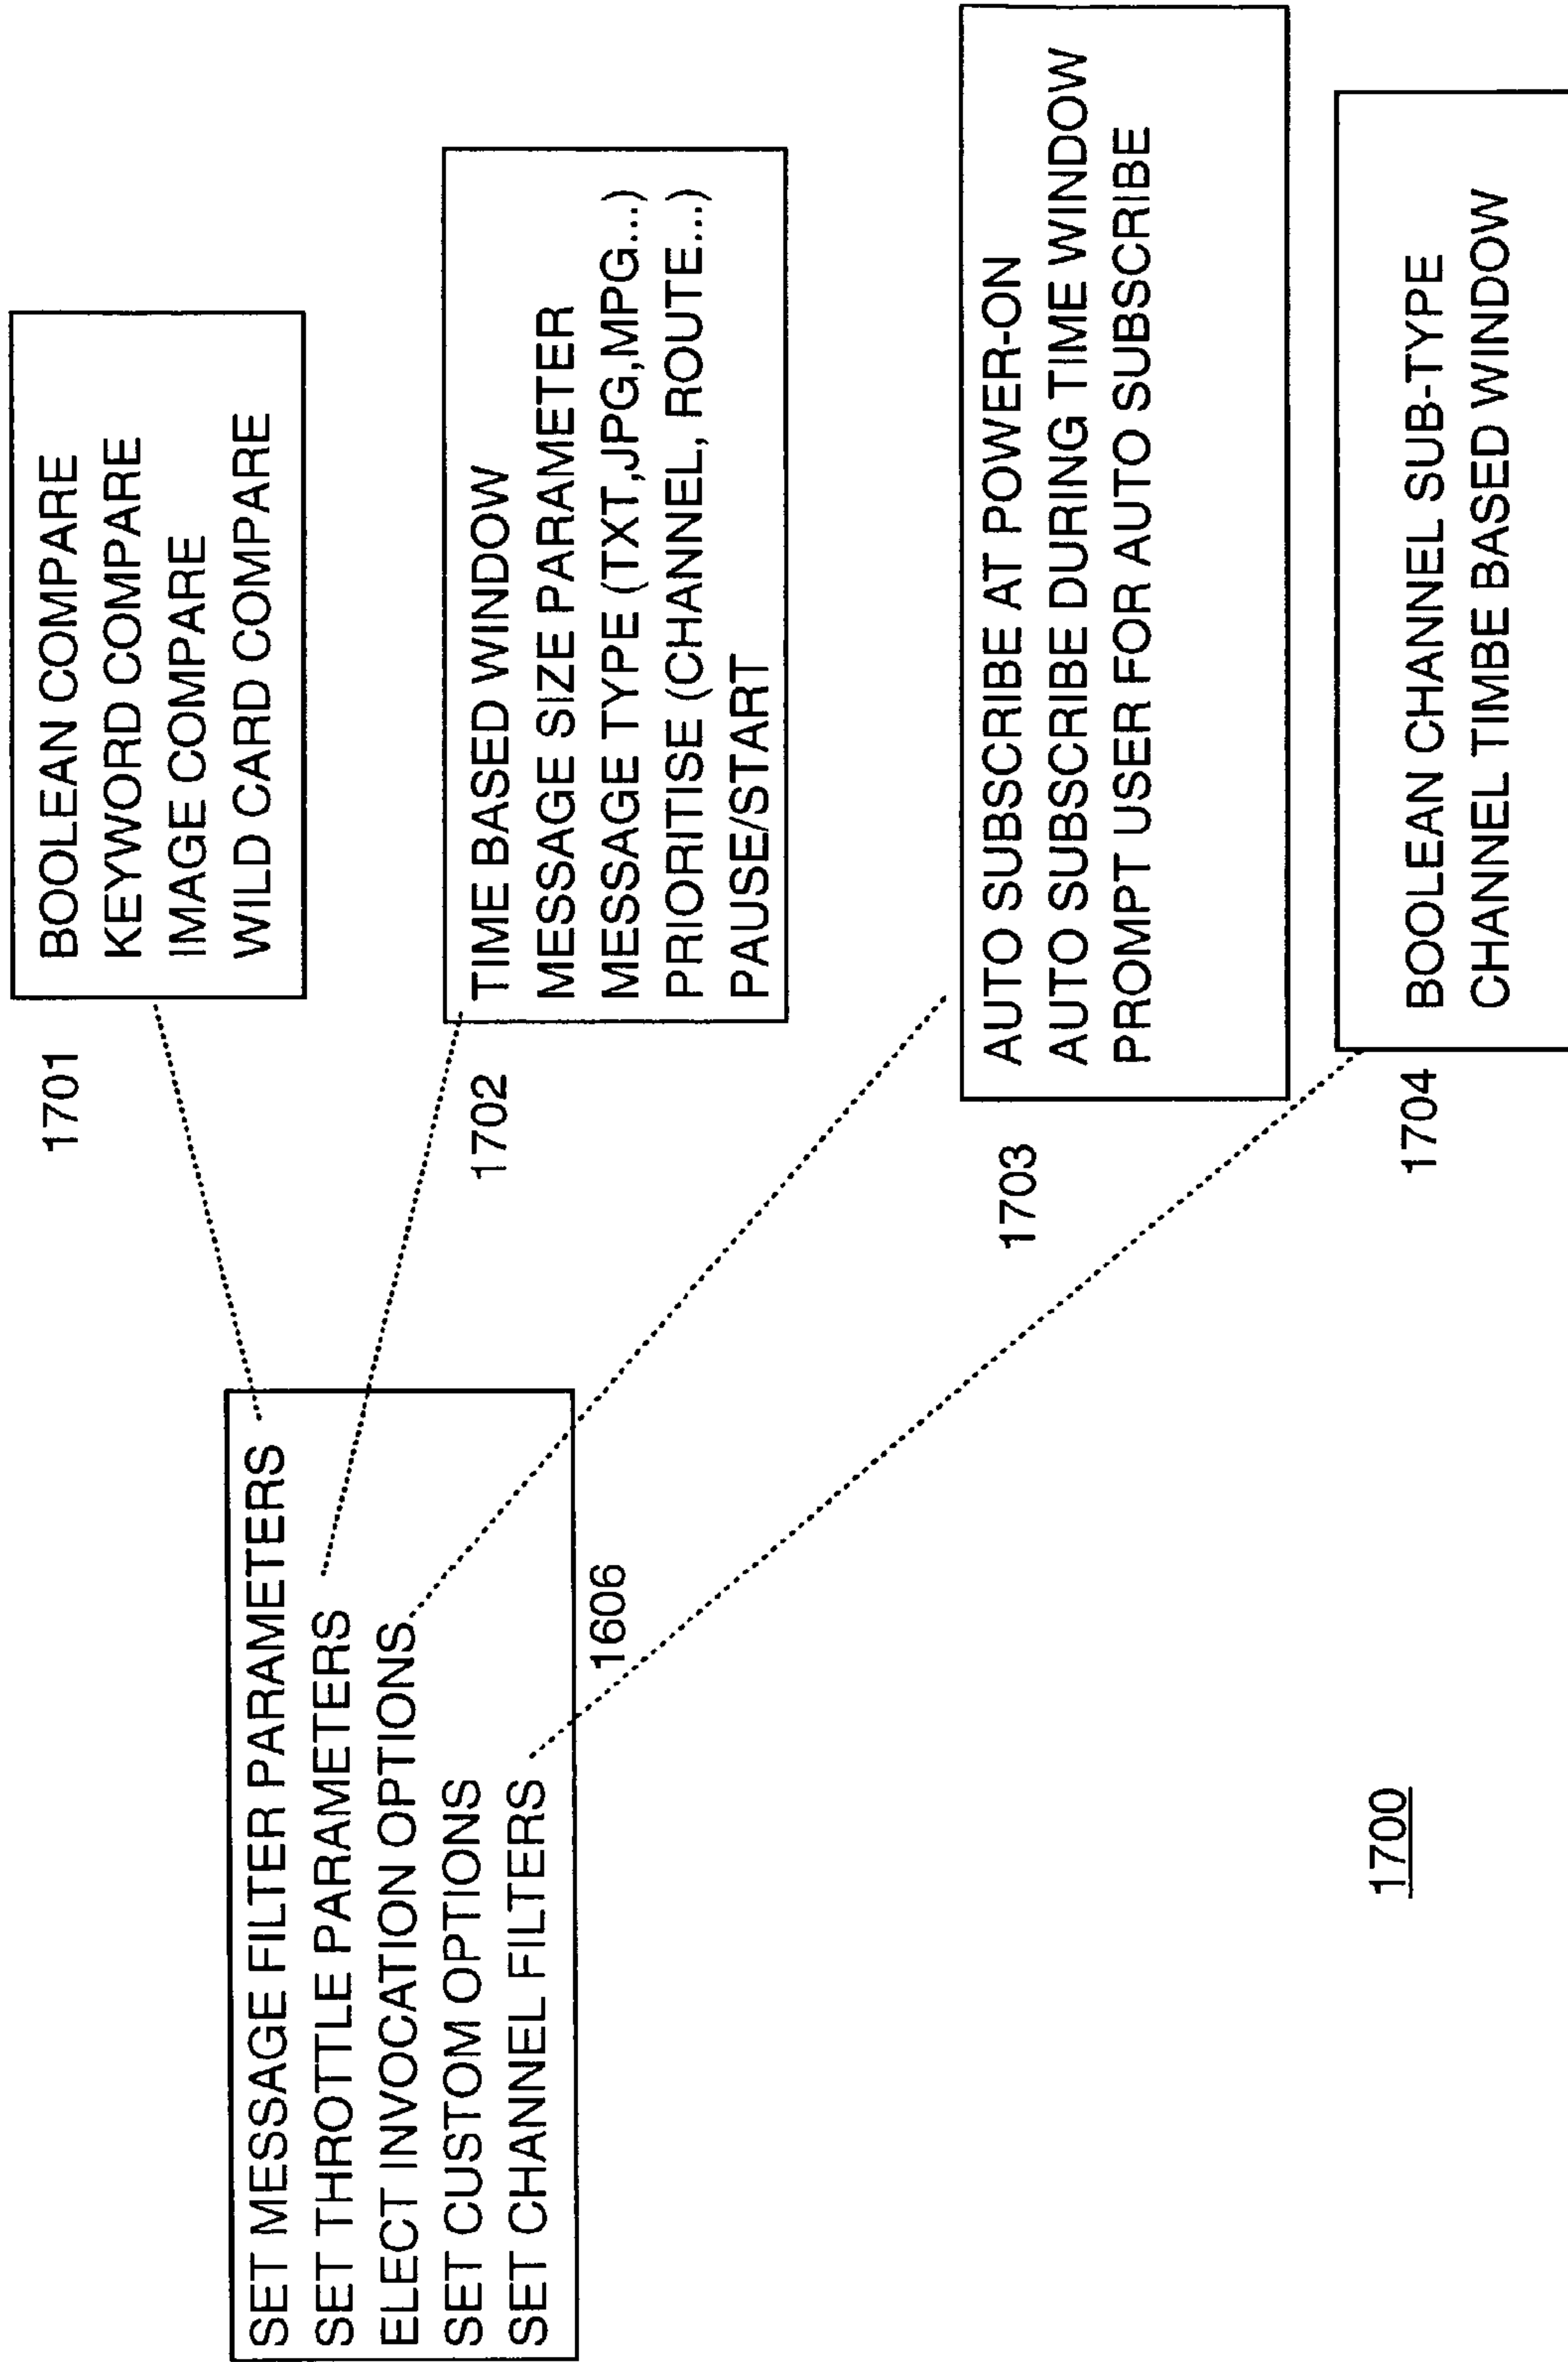 SET MESSAGE FILTER PARAMETERS
SET THROTTLE PARAMETERS
ELECT INVOCATION OPTIONS
SET CUSTOM OPTIONS
SET CHANNEL FILTERS
1606
1701
BOOLEAN COMPARE
KEYWORD COMPARE
IMAGE COMPARE
WILD CARD COMPARE
1702
TIME BASED WINDOW
MESSAGE SIZE PARAMETER
MESSAGE TYPE (TXT,JPG,MPG...)
PRIORITISE (CHANNEL, ROUTE...)
PAUSE/START
1703
AUTO SUBSCRIBE AT POWER-ON
AUTO SUBSCRIBE DURING TIME WINDOW
PROMPT USER FOR AUTO SUBSCRIBE
1704
BOOLEAN CHANNEL SUB-TYPE
CHANNEL TIMBE BASED WINDOW
1700